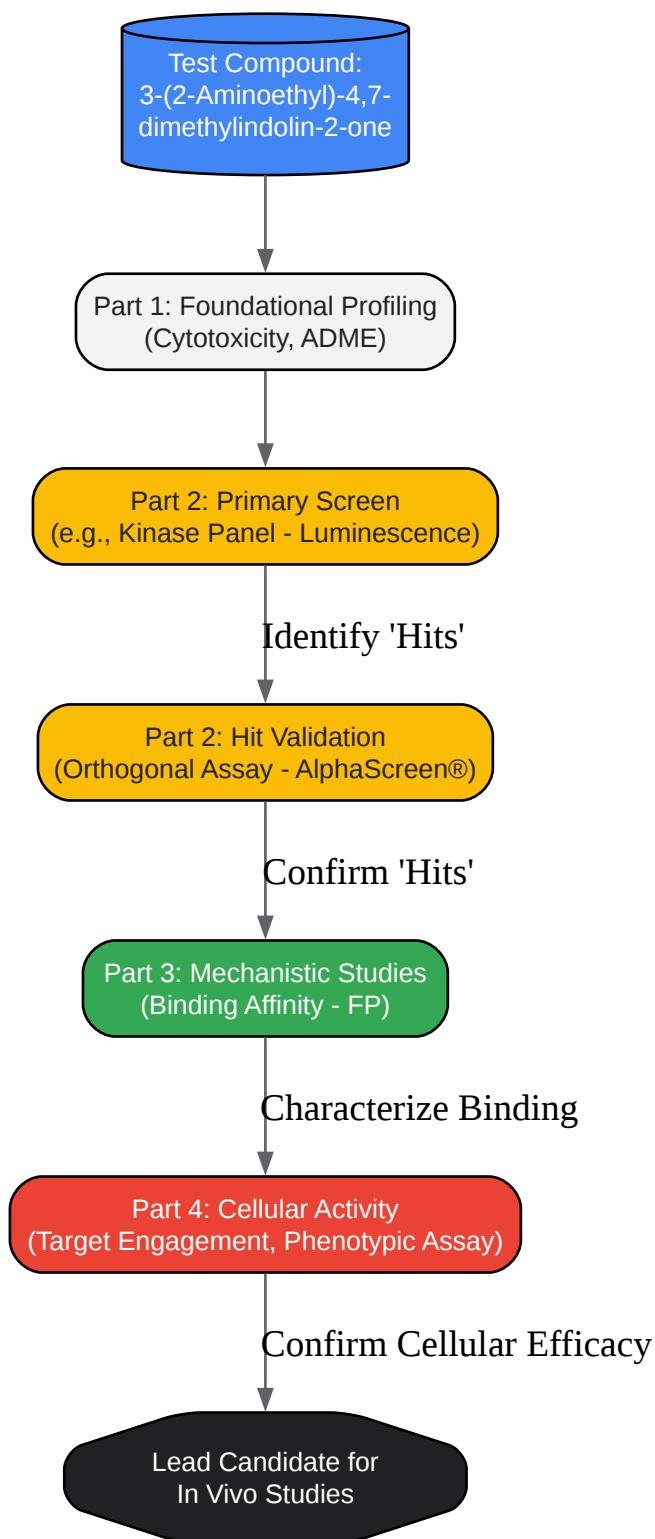 Test Compound:
3-(2-Aminoethyl)-4,7-
dimethylindolin-2-one
Part 1: Foundational Profiling
(Cytotoxicity, ADME)
Part 2: Primary Screen
(e.g., Kinase Panel - Luminescence)
Identify 'Hits'
Part 2: Hit Validation
(Orthogonal Assay - AlphaScreen®)
Confirm 'Hits'
Part 3: Mechanistic Studies
(Binding Affinity - FP)
Characterize Binding
Part 4: Cellular Activity
(Target Engagement, Phenotypic Assay)
Confirm Cellular Efficacy
Lead Candidate for
In Vivo Studies